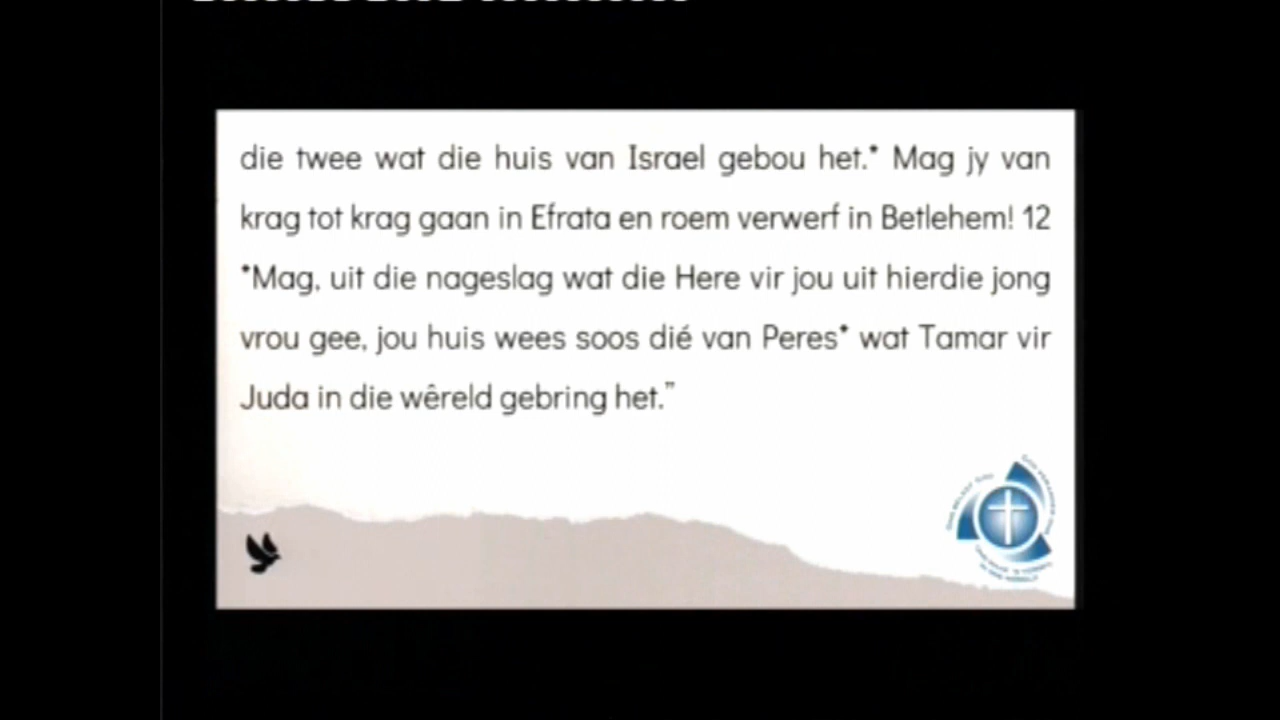 die twee wat die huis van Israel gebou het.* Mag jy van
krag tot krag gaan in Efrata en roem verwerf in Betlehem! 12
*Mag, uit die nageslag wat die Here vir jou uit hierdie jong
vrou gee, jou huis wees soos dié van Peres* wat Tamar vir
Juda in die wêreld gebring het.”